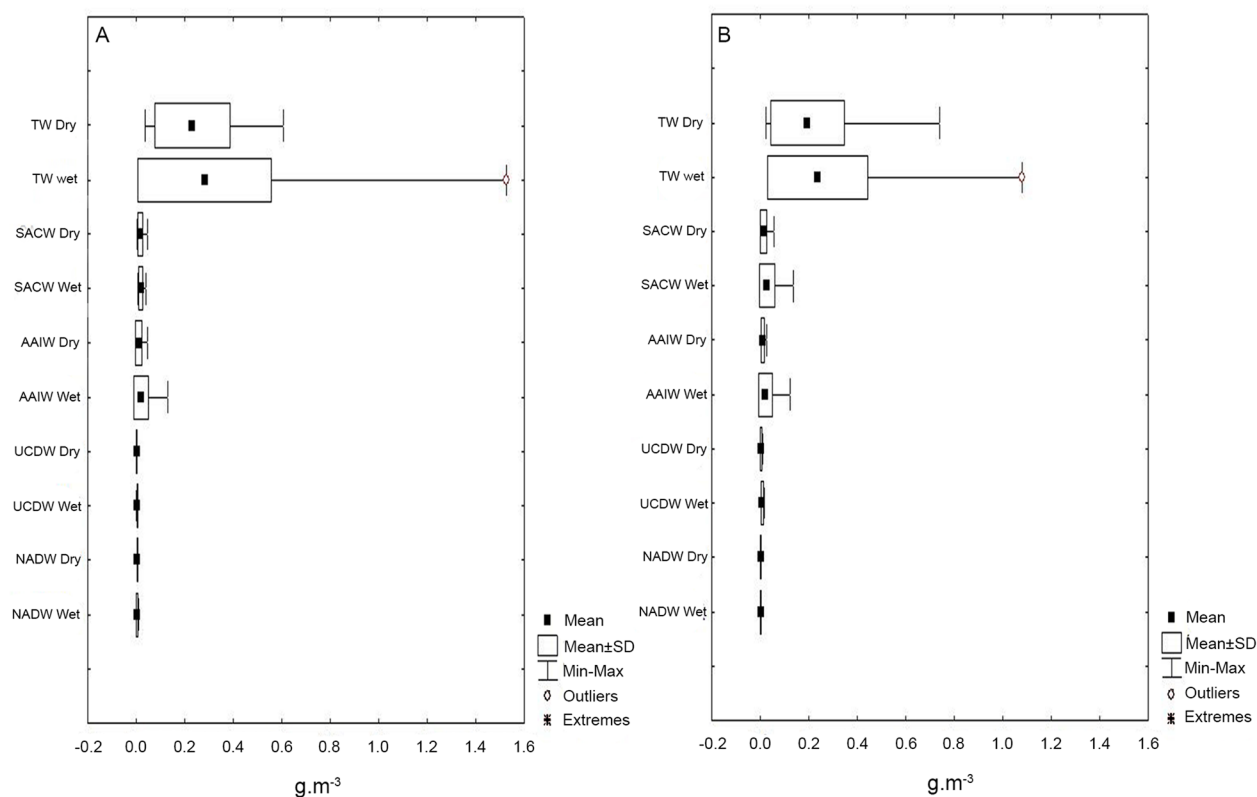 A
TW Dry
TW wet
SACW Dry
SACW Wet
AAIW Dry
AAIW Wet
UCDW Dry
UCDW Wet
NADW Dry
NADW Wet
-0.2 0.0 0.2 0.4 0.6 0.8 1.0 1.2 1.4 1.6
g.m-3
Mean
Mean±SD
Min-Max
Outliers
Extremes
B
TW Dry
TW wet
SACW Dry
SACW Wet
AAIW Dry
AAIW Wet
UCDW Dry
UCDW Wet
NADW Dry
NADW Wet
-0.2 0.0 0.2 0.4 0.6 0.8 1.0 1.2 1.4 1.6
g.m-3
Mean
Mean±SD
Min-Max
Outliers
Extremes